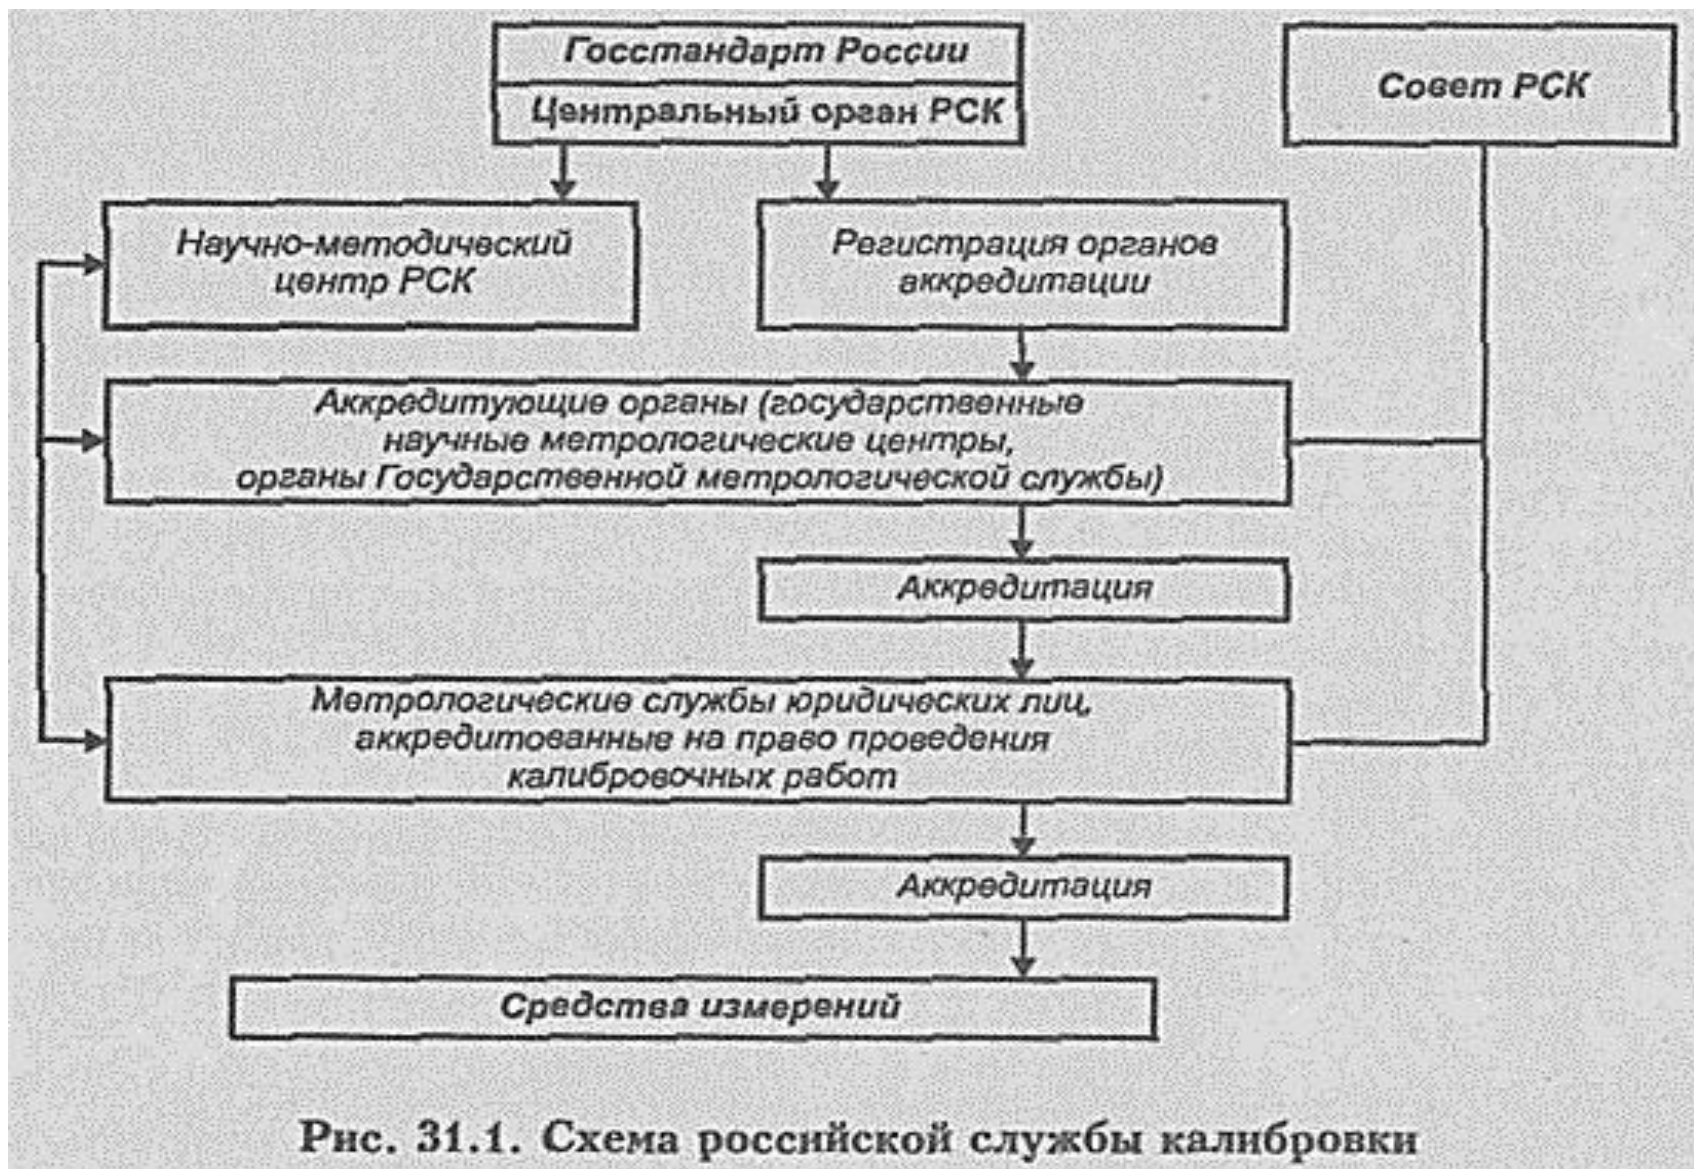 Госстандарт России
Центральный орган РСК
Совет РСК
Научно-методический
центр РСК
Регистрация органов
аккредитации
Аккредитующие органы (государственные
научные метрологические центры,
органы Государственной метрологической службы)
Аккредитация
Метрологические службы юридических лиц,
аккредитованные на право проведения
калибровочных работ
Аккредитация
Средства измерений
Рис. 31.1. Схема российской службы калибровки